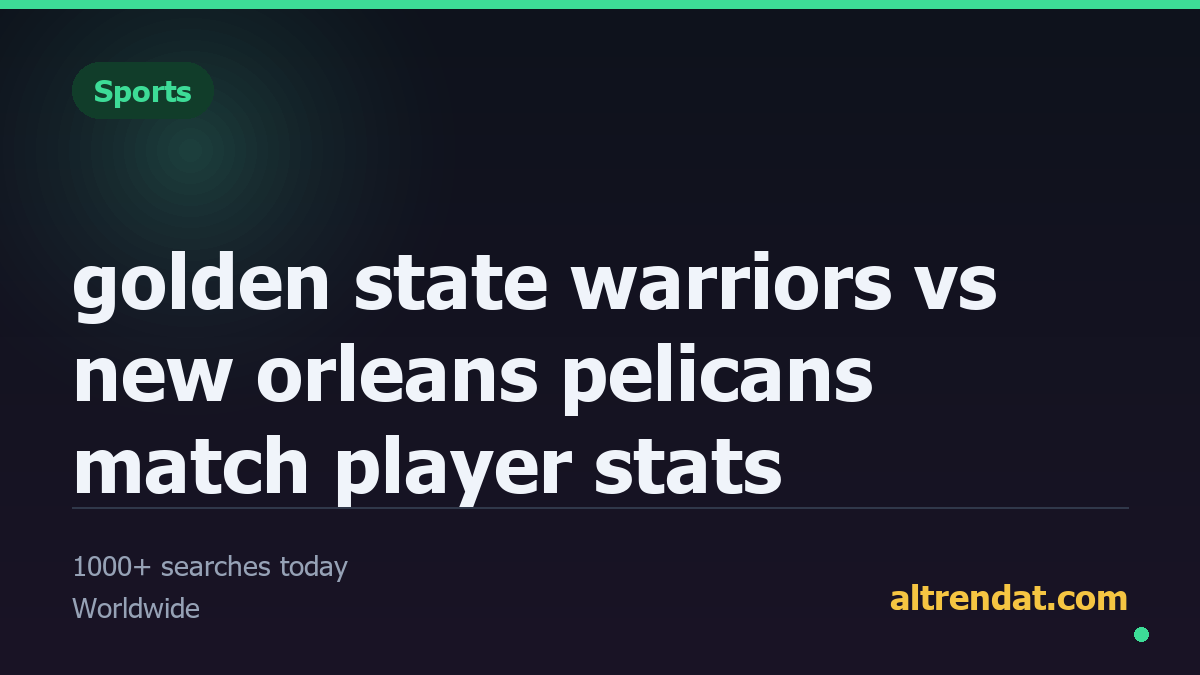 Sports
golden state warriors vs
new orleans pelicans
match player stats
1000+ searches today
Worldwide
altrendat.com